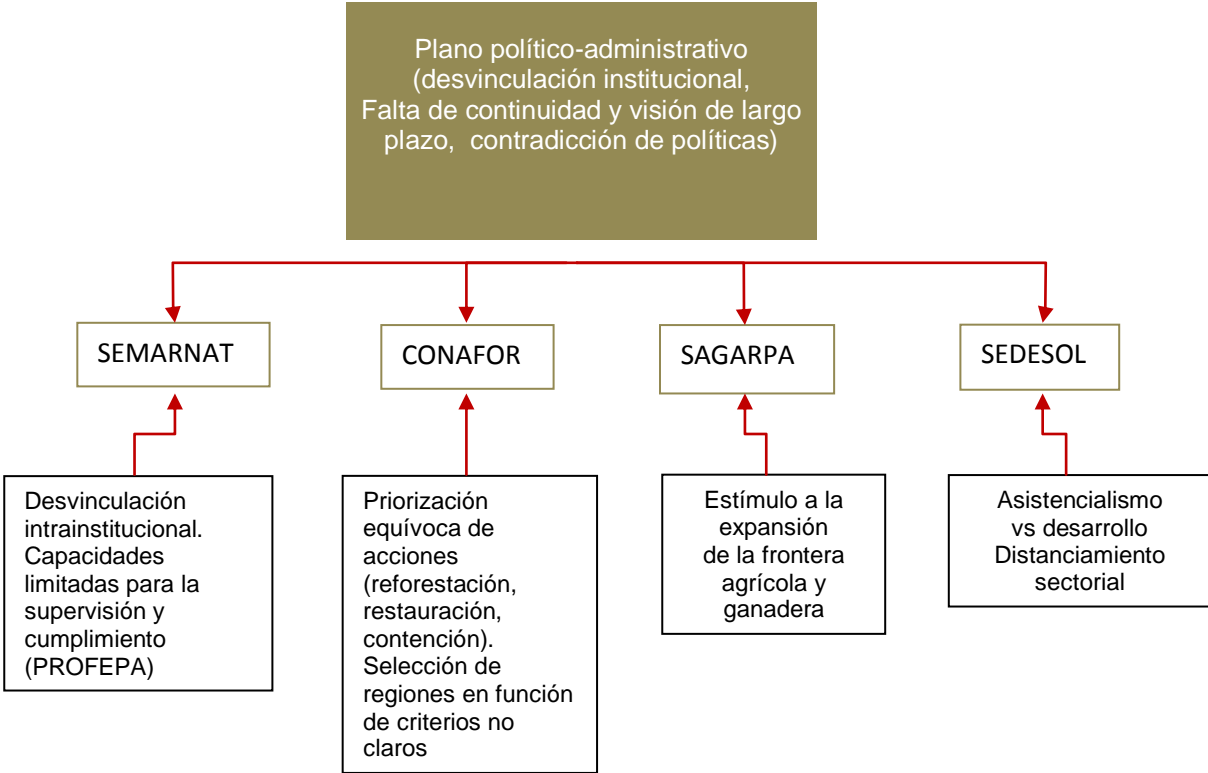 Plano político-administrativo
(desvinculación institucional,
Falta de continuidad y visión de largo
plazo, contradicción de políticas)
SEMARNAT
CONAFOR
SAGARPA
SEDESOL
Desvinculación
intrainstitucional.
Capacidades
limitadas para la
supervisión y
cumplimiento
(PROFEPA)
Priorización
equívoca de
acciones
(reforestación,
restauración,
contención).
Selección de
regiones en función
de criterios no
claros
Estímulo a la
expansión
de la frontera
agrícola y
ganadera
Asistencialismo
vs desarrollo
Distanciamiento
sectorial